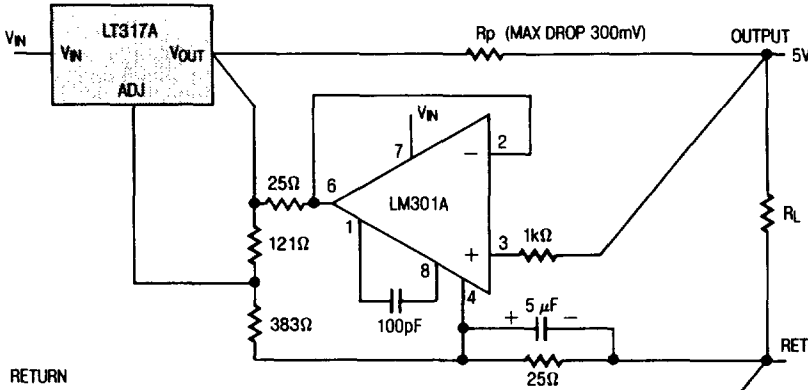 LT317A
Rp (MAX DROP 300mV)
OUTPUT
VIN
VIN
VOUT
5V
ADJ
VIN
2
7
−
25Ω
6
LM301A
RL
1
1kΩ
121Ω
+
3
8
4
5 μF
+
−
383Ω
100pF
RET
25Ω
RETURN